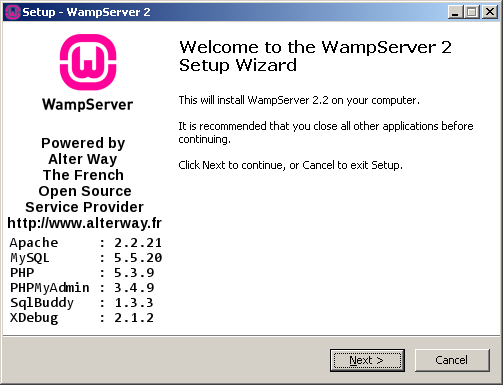 Setup - WampServer 2
WampServer
Powered by
Alter Way
The French
Open Source
Service Provider
http://www.alterway.fr
Apache : 2.2.21
MySQL : 5.5.20
PHP : 5.3.9
PHPMyAdmin : 3.4.9
SqlBuddy : 1.3.3
XDebug : 2.1.2
Welcome to the WampServer 2
Setup Wizard
This will install WampServer 2.2 on your computer.
It is recommended that you close all other applications before
continuing.
Click Next to continue, or Cancel to exit Setup.
Next >
Cancel